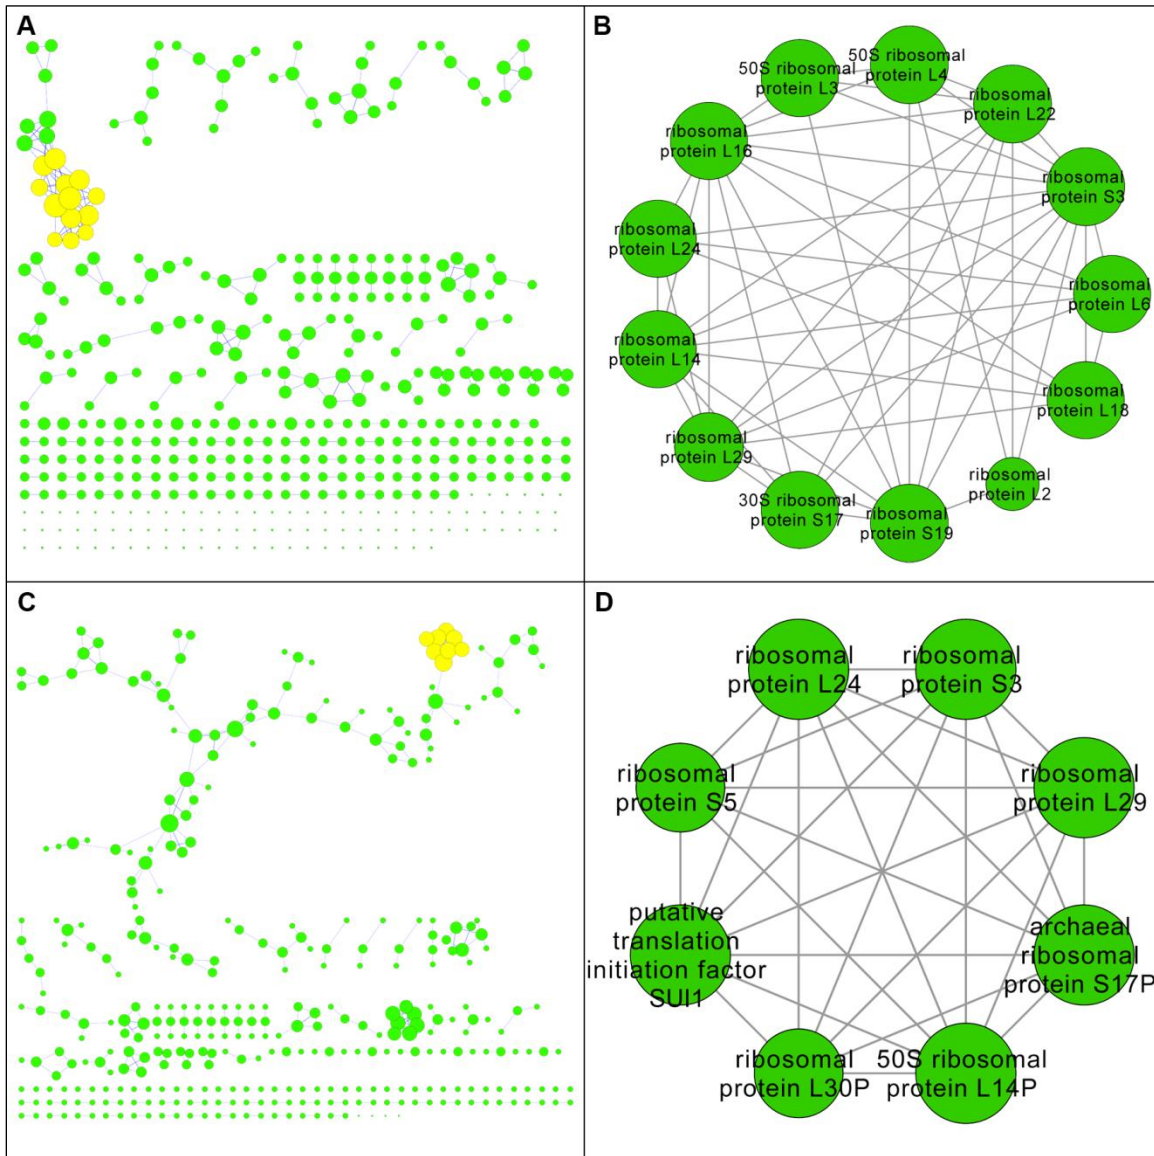 A
B
50S ribosomal
protein L3
50S ribosomal
protein L4
ribosomal
protein L22
ribosomal
protein L16
ribosomal
protein S3
ribosomal
protein L24
ribosomal
protein L6
ribosomal
protein L14
ribosomal
protein L18
ribosomal
protein L29
ribosomal
protein L2
30S ribosomal
protein S17
ribosomal
protein S19
C
D
ribosomal
protein L24
ribosomal
protein S3
ribosomal
protein S5
ribosomal
protein L29
putative
translation
initiation factor
SUI1
archaeal
ribosomal
protein S17P
ribosomal
protein L30P
50S ribosomal
protein L14P